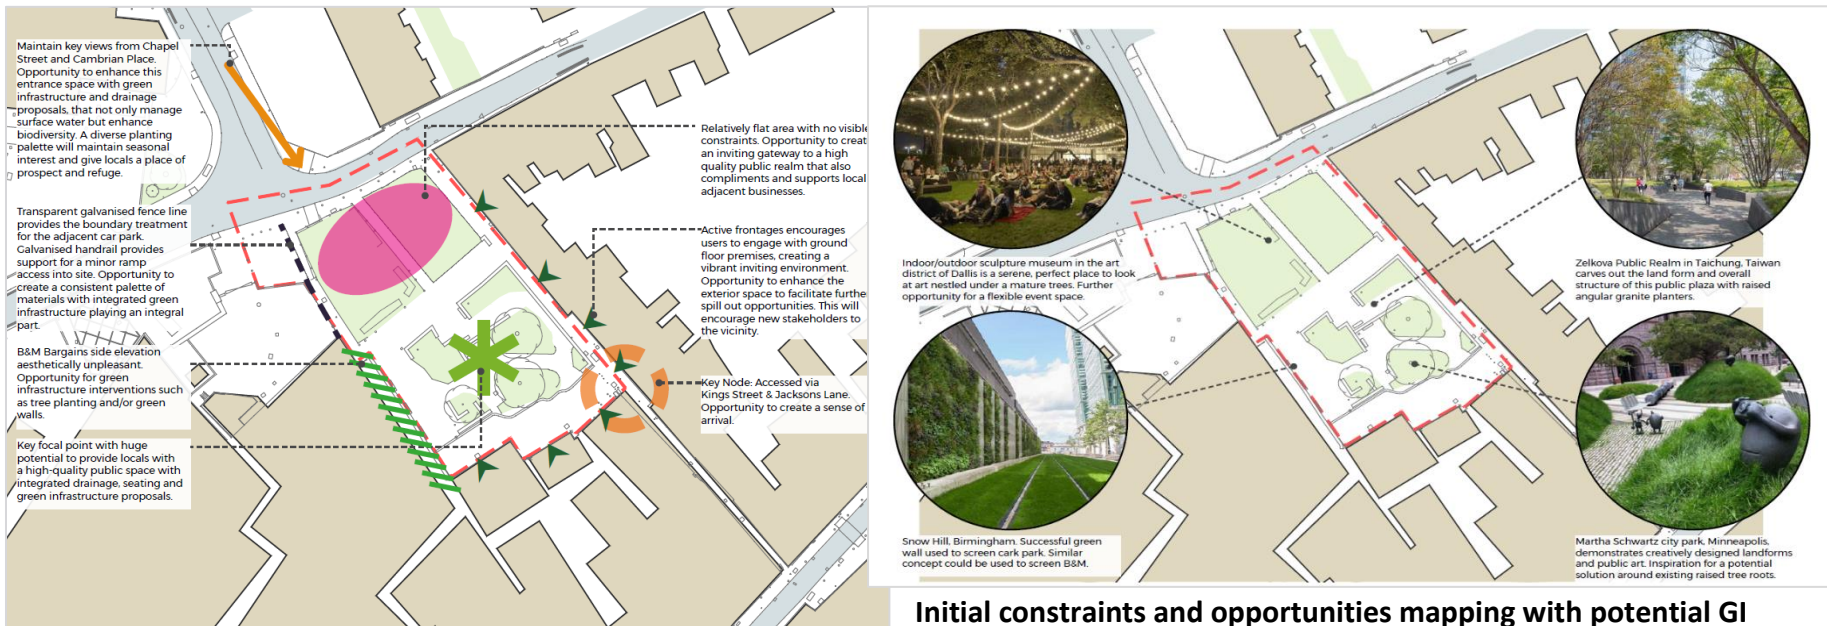 Maintain key views from Chapel
Street and Cambrian Place.
Opportunity to enhance this
entrance space with green
infrastructure and drainage
proposals, that not only manage
surface water but enhance
biodiversity. A diverse planting
palette will maintain seasonal
interest and give locals a place of
prospect and refuge.
Transparent galvanised fence line
provides the boundary treatment
for the adjacent car park.
Galvanised handrail provides
support for a minor ramp
access into site. Opportunity to
create a consistent palette of
materials with integrated green
infrastructure playing an integral
part.
B&M Bargains side elevation
aesthetically unpleasant.
Opportunity for green
infrastructure interventions such
as tree planting and/or green
walls.
Key focal point with huge
potential to provide locals with
a high-quality public space with
integrated drainage, seating and
green infrastructure proposals.
Relatively flat area with no visible
constraints. Opportunity to creat
an inviting gateway to a high
quality public realm that also
compliments and supports local
adjacent businesses.
Active frontages encourages
users to engage with ground
floor premises, creating a
vibrant inviting environment.
Opportunity to enhance the
exterior space to facilitate furthe
spill out opportunities. This will
encourage new stakeholders to
the vicinity.
Key Node: Accessed via
Kings Street & Jacksons Lane.
Opportunity to create a sense of
arrival.
Indoor/outdoor sculpture museum in the art
district of Dallis is a serene, perfect place to look
at art nestled under a mature trees. Further
opportunity for a flexible event space.
Zelkova Public Realm in Taichung, Taiwan
carves out the land form and overall
structure of this public plaza with raised
angular granite planters.
Snow Hill, Birmingham. Successful green
wall used to screen cark park. Similar
concept could be used to screen B&M.
Martha Schwartz city park, Minneapolis,
demonstrates creatively designed landforms
and public art. Inspiration for a potential
solution around existing raised tree roots.
Initial constraints and opportunities mapping with potential GI